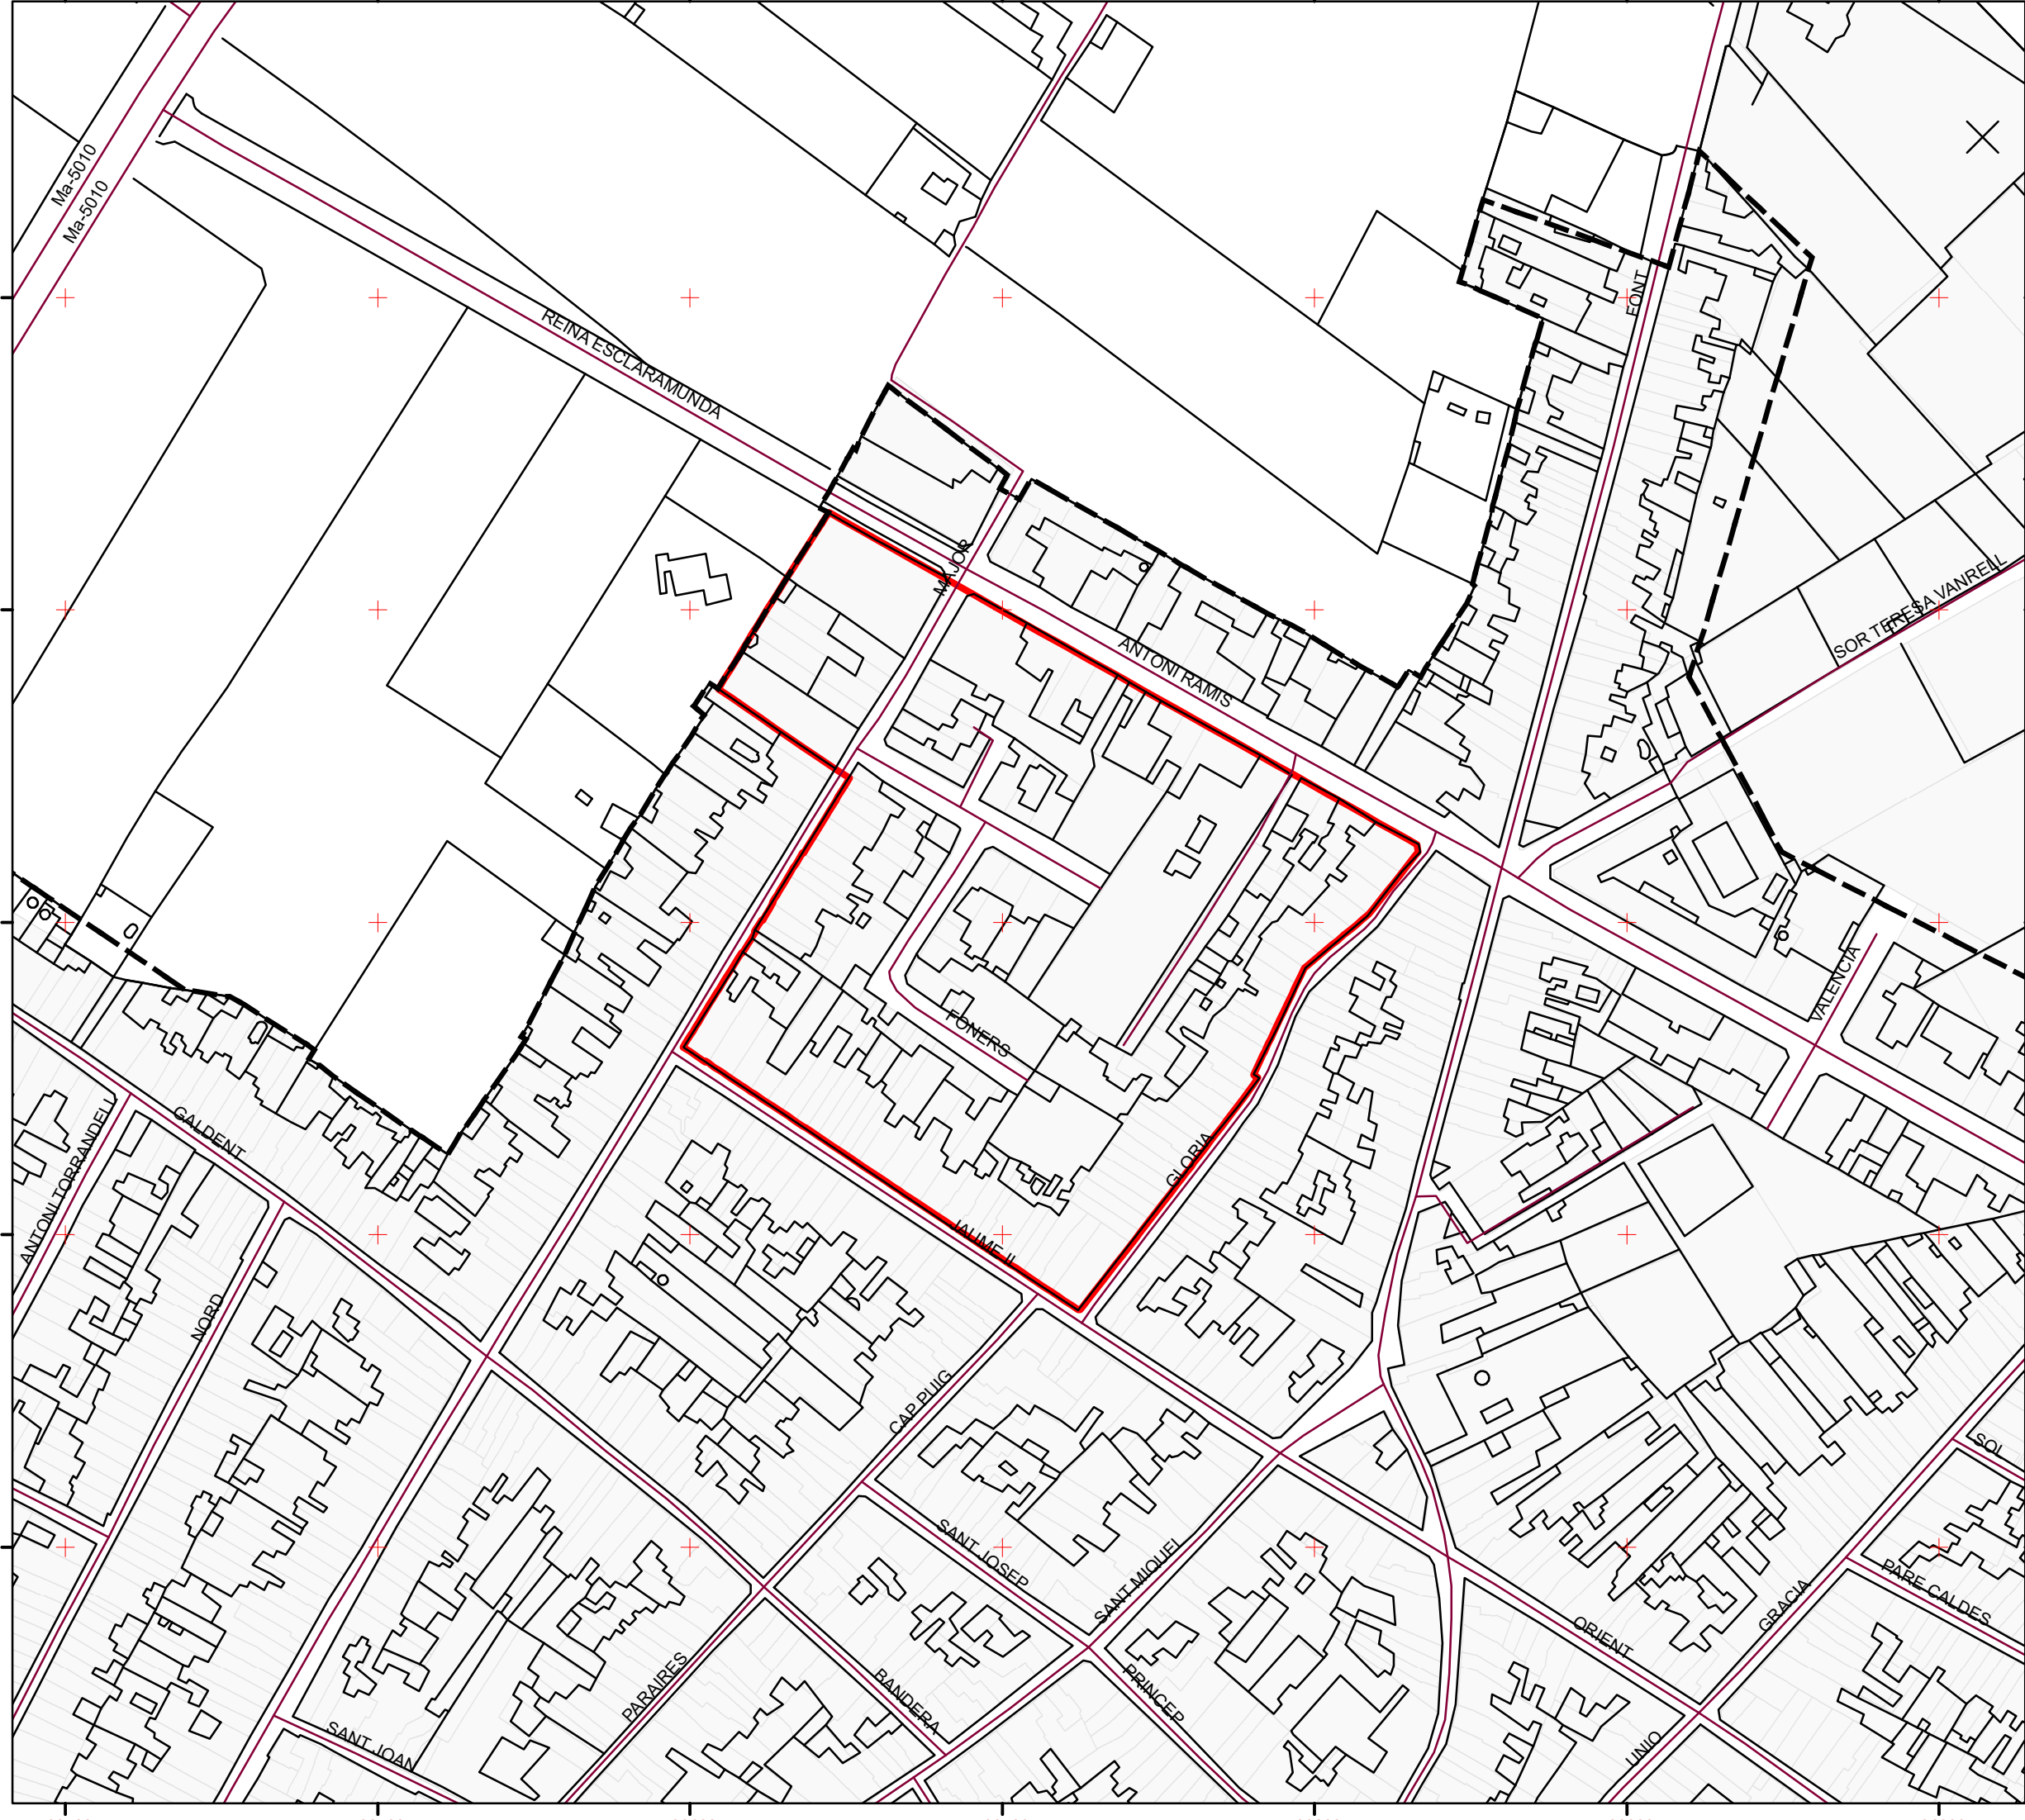 Ma-5010
Ma-5010
REINA ESCLARAMUNDA
FONT
MAJOR
ANTONI RAMIS
SOR TERESA VANRELL
VALENCIA
FONERS
GALDENT
ANTONI TORRANDELL
GLORIA
JAUME II
NORD
CAP PUIG
SOL
SANT JOSEP
SANT MIQUEL
PARE CALDES
GRACIA
ORIENT
PARAIRES
BANDERA
PRINCEP
SANT JOAN
UNIO